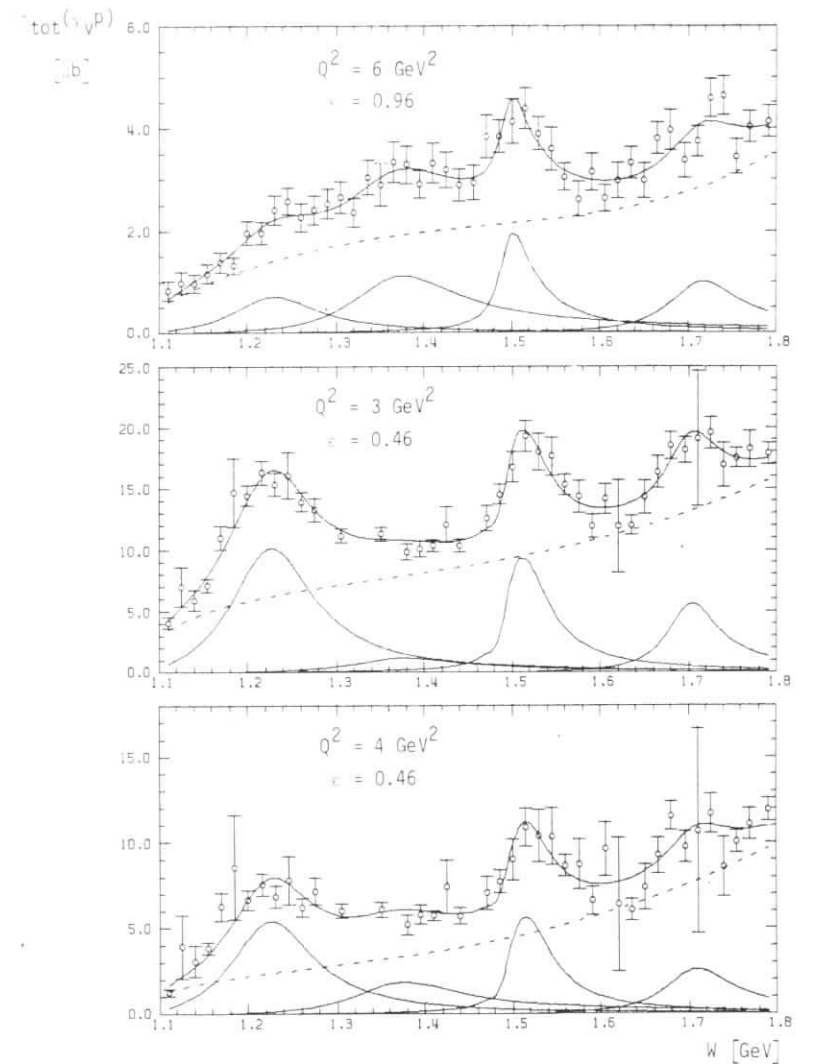 tot(γvp)
[μb]
Q² = 6 GeV²
= 0.96
6.0
4.0
2.0
0.0
1.1 1.2 1.3 1.4 1.5 1.6 1.7 1.8
Q² = 3 GeV²
ε = 0.46
25.0
20.0
15.0
10.0
5.0
0.0
1.1 1.2 1.3 1.4 1.5 1.6 1.7 1.8
Q² = 4 GeV²
ε = 0.46
15.0
10.0
5.0
0.0
1.1 1.2 1.3 1.4 1.5 1.6 1.7 1.8
W [GeV]